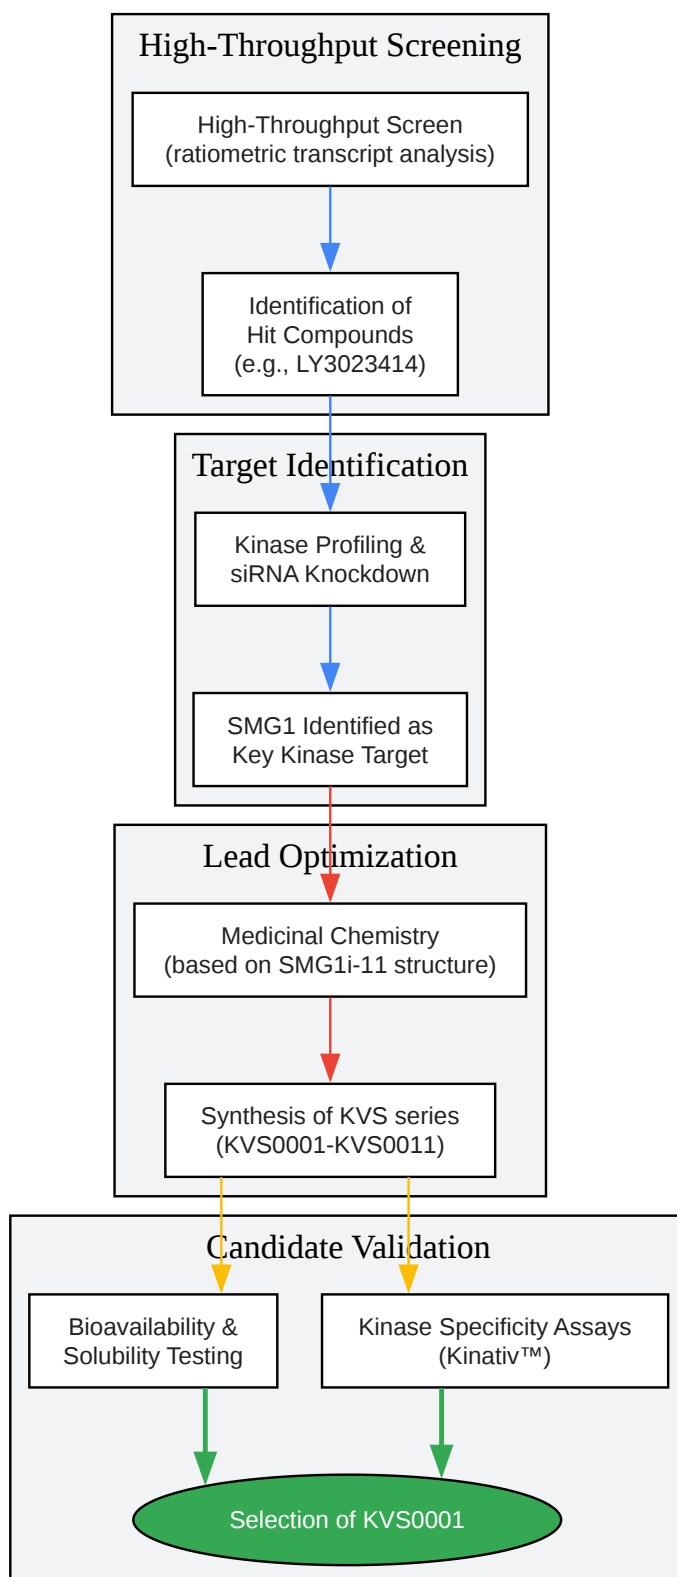 High-Throughput Screening
High-Throughput Screen
(ratiometric transcript analysis)
Identification of
Hit Compounds
(e.g., LY3023414)
Target Identification
Kinase Profiling &
siRNA Knockdown
SMG1 Identified as
Key Kinase Target
Lead Optimization
Medicinal Chemistry
(based on SMG1i-11 structure)
Synthesis of KVS series
(KVS0001-KVS0011)
Candidate Validation
Bioavailability &
Solubility Testing
Kinase Specificity Assays
(Kinativ™)
Selection of KVS0001